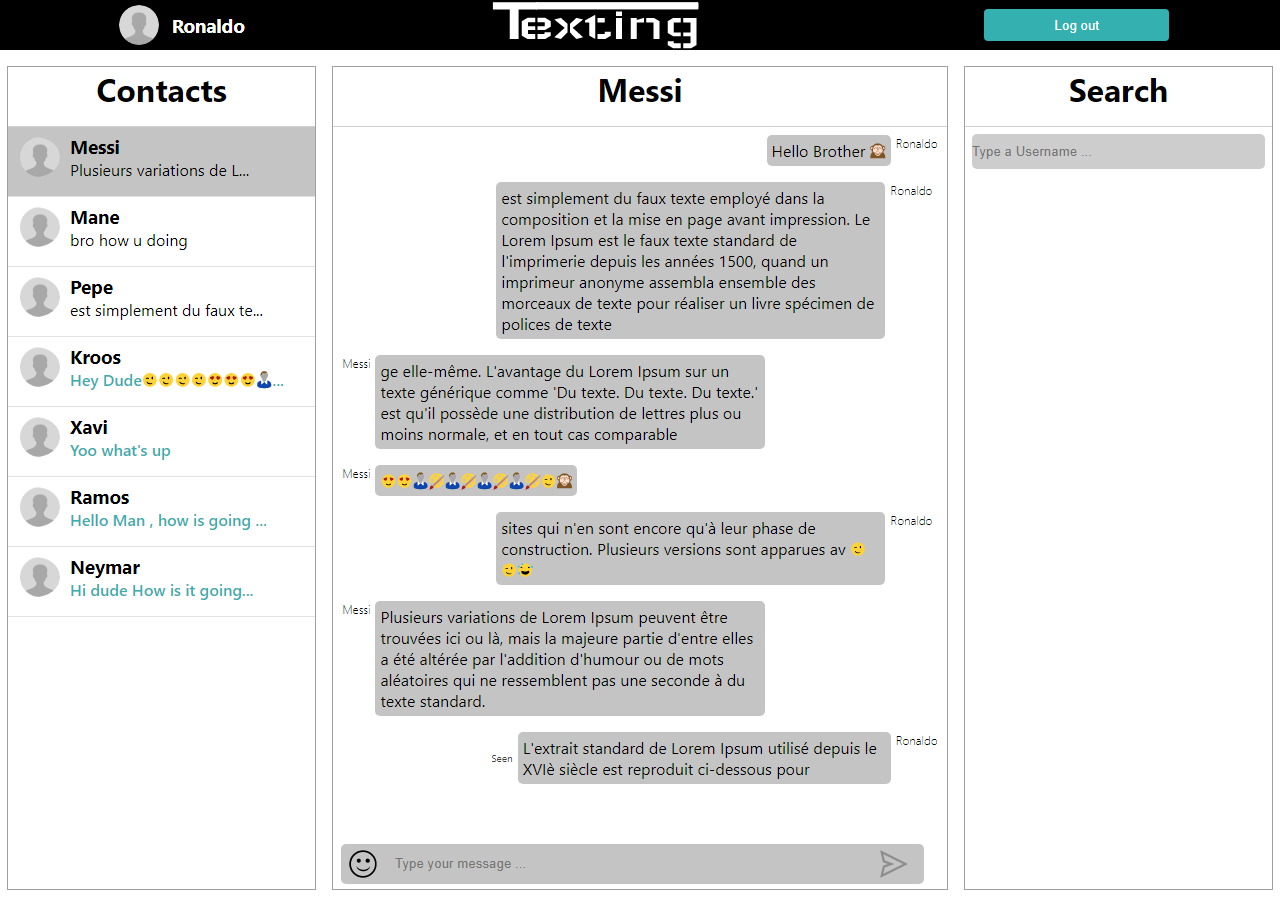 Ronaldo
Texting
Log out
Contacts
Messi
Plusieurs variations de L...
Mane
bro how u doing
Pepe
est simplement du faux te...
Kroos
Hey Dude😉😉😉😉😍😍😍👨‍💼...
Xavi
Yoo what's up
Ramos
Hello Man , how is going ...
Neymar
Hi dude How is it going...
Messi
Hello Brother 🙉
Ronaldo
Ronaldo
est simplement du faux texte employé dans la
composition et la mise en page avant impression. Le
Lorem Ipsum est le faux texte standard de
l'imprimerie depuis les années 1500, quand un
imprimeur anonyme assembla ensemble des
morceaux de texte pour réaliser un livre spécimen de
polices de texte
Messi
ge elle-même. L'avantage du Lorem Ipsum sur un
texte générique comme 'Du texte. Du texte. Du texte.'
est qu'il possède une distribution de lettres plus ou
moins normale, et en tout cas comparable
Messi
Ronaldo
sites qui n'en sont encore qu'à leur phase de
construction. Plusieurs versions sont apparues av 😉
😉😅
Messi
Plusieurs variations de Lorem Ipsum peuvent être
trouvées ici ou là, mais la majeure partie d'entre elles
a été altérée par l'addition d'humour ou de mots
aléatoires qui ne ressemblent pas une seconde à du
texte standard.
Ronaldo
L'extrait standard de Lorem Ipsum utilisé depuis le
XVIè siècle est reproduit ci-dessous pour
Seen
Type your message ...
Search
Type a Username ...